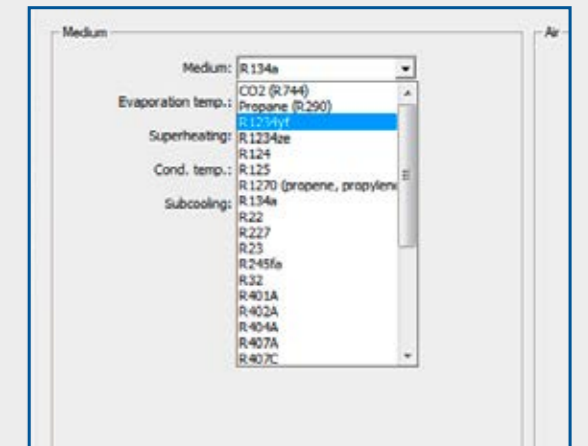 Medium
Air
Medium: R134a
CO2 (R744)
Evaporation temp.: Propane (R290)
R1234yf
Superheating: R1234ze
R124
Cond. temp.: R125
R1270 (propene, propylene
Subcooling: R134a
R22
R227
R23
R245fa
R32
R401A
R402A
R404A
R407A
R407C